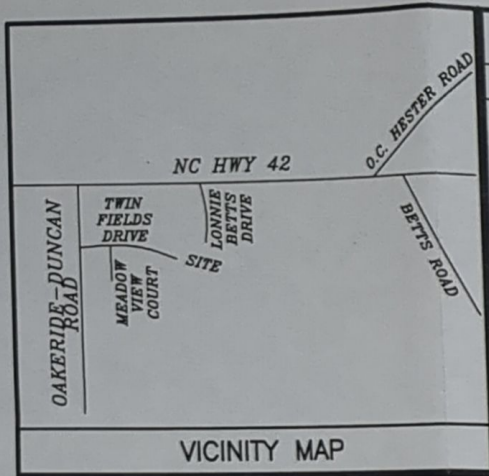 O.C. HESTER ROAD
NC HWY 42
TWIN
FIELDS
DRIVE
LONNIE
BETTS
DRIVE
BETTS ROAD
OAKERIDE-DUNCAN
ROAD
SITE
MEADOW
VIEW
COURT
VICINITY MAP